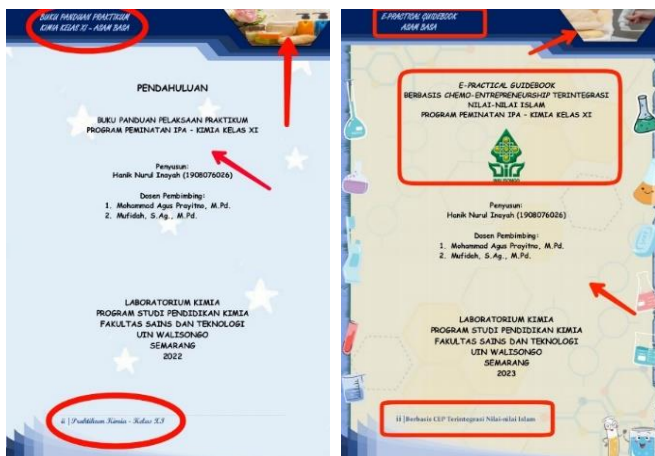 BUKU PANDUAN PRAKTIKUM
KIMIA KELAS XI - ASAM BASA
PENDAHULUAN
BUKU PANDUAN PELAKSAAN PRAKTIKUM
PROGRAM PEMINATAN IPA - KIMIA KELAS XI
Penyusun:
Hanik Nurul Inayah (1908076026)
Dosen Pembimbing:
1. Mohammad Agus Prayitno, M.Pd.
2. Mufidah, S.Ag., M.Pd.
LABORATORIUM KIMIA
PROGRAM STUDI PENDIDIKAN KIMIA
FAKULTAS SAINS DAN TEKNOLOGI
UIN WALISONGO
SEMARANG
2022
ii | Praktikum Kimia - Kelas XI
E-PRACTICAL GUIDEBOOK
ASAM BASA
E-PRACTICAL GUIDEBOOK
BERBASIS CHEMO-ENTREPRENEURSHIP TERINTEGRASI
NILAI-NILAI ISLAM
PROGRAM PEMINATAN IPA - KIMIA KELAS XI
WALISONGO
Penyusun:
Hanik Nurul Inayah (1908076026)
Dosen Pembimbing:
1. Mohammad Agus Prayitno, M.Pd.
2. Mufidah, S.Ag., M.Pd.
LABORATORIUM KIMIA
PROGRAM STUDI PENDIDIKAN KIMIA
FAKULTAS SAINS DAN TEKNOLOGI
UIN WALISONGO
SEMARANG
2023
ii |Berbasis CEP Terintegrasi Nilai-nilai Islam